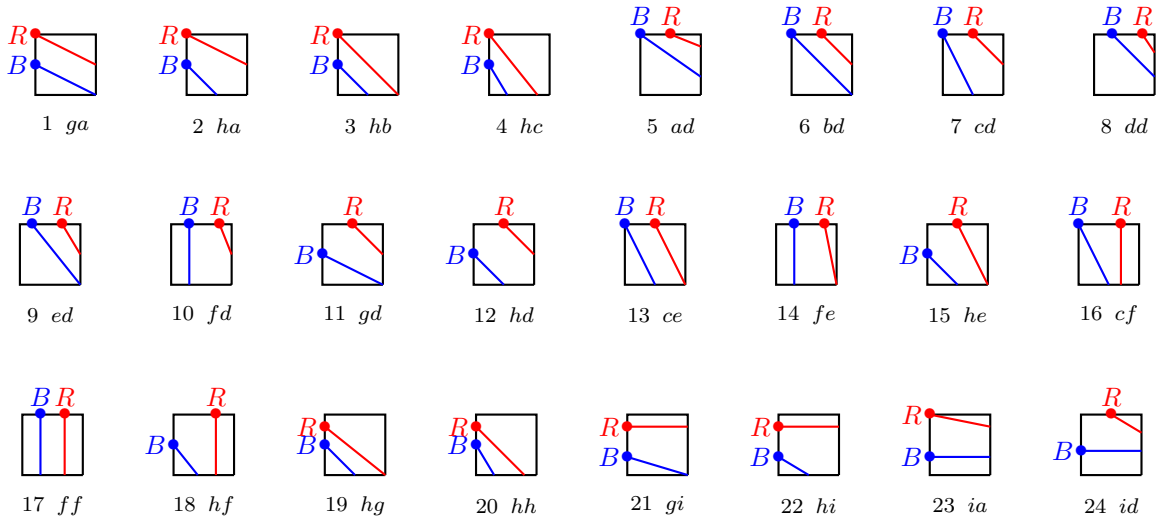 R B R B R B R B B R B R B R B R
1 ga 2 ha 3 hb 4 hc 5 ad 6 bd 7 cd 8 dd
B R B R B R B R B R B R B R B R
9 ed 10 fd 11 gd 12 hd 13 ce 14 fe 15 he 16 cf
B R B R R B R B R B R B R B R B
17 ff 18 hf 19 hg 20 hh 21 gi 22 hi 23 ia 24 id